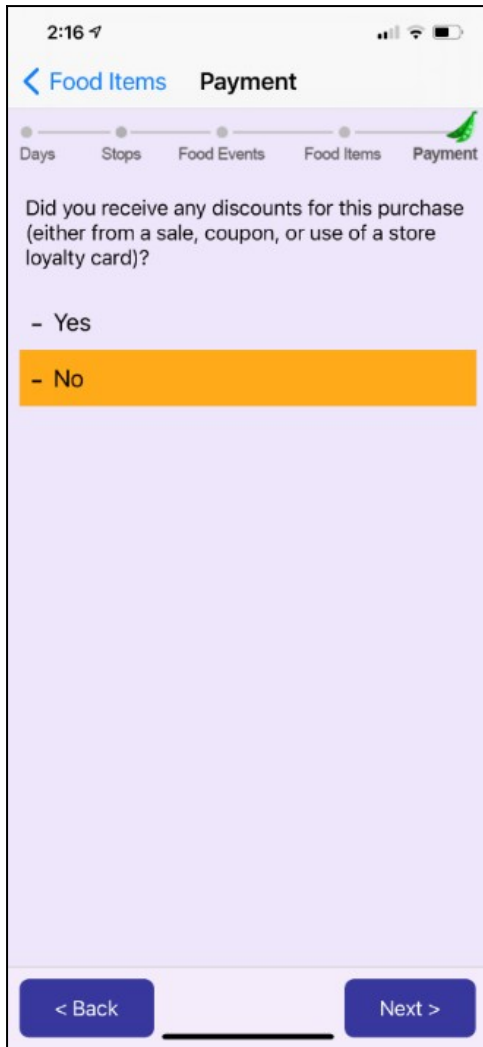 2:16
Food Items Payment
Days Stops Food Events Food Items Payment
Did you receive any discounts for this purchase
(either from a sale, coupon, or use of a store
loyalty card)?
- Yes
- No
< Back Next >